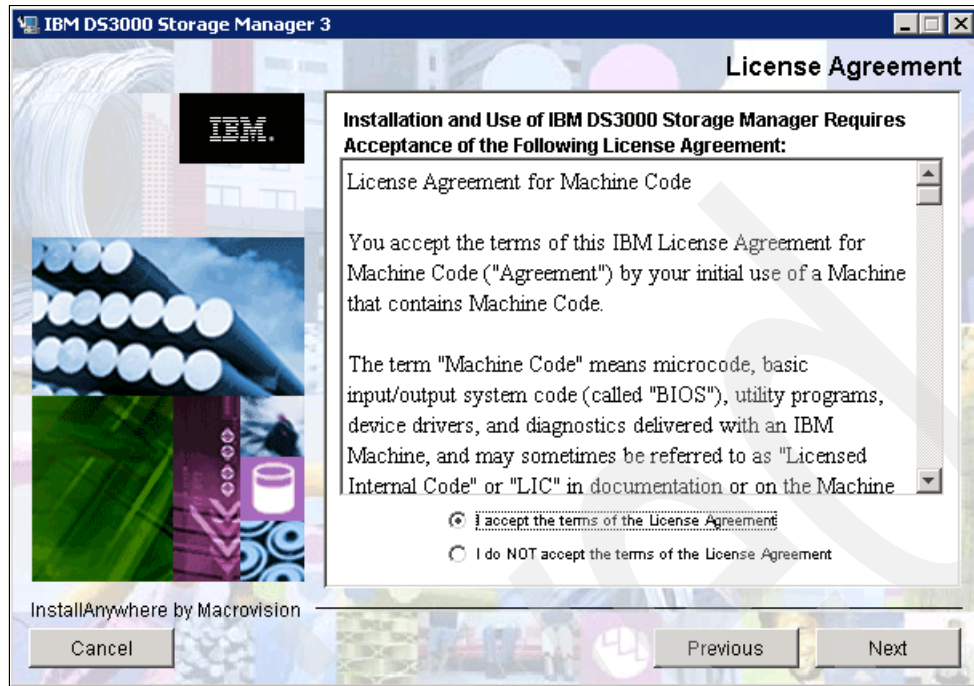 IBM DS3000 Storage Manager 3
License Agreement
IBM.
Installation and Use of IBM DS3000 Storage Manager Requires
Acceptance of the Following License Agreement:
License Agreement for Machine Code
You accept the terms of this IBM License Agreement for
Machine Code ("Agreement") by your initial use of a Machine
that contains Machine Code.
The term "Machine Code" means microcode, basic
input/output system code (called "BIOS"), utility programs,
device drivers, and diagnostics delivered with an IBM
Machine, and may sometimes be referred to as "Licensed
Internal Code" or "LIC" in documentation or on the Machine
I accept the terms of the License Agreement
I do NOT accept the terms of the License Agreement
InstallAnywhere by Macrovision
Cancel
Previous
Next